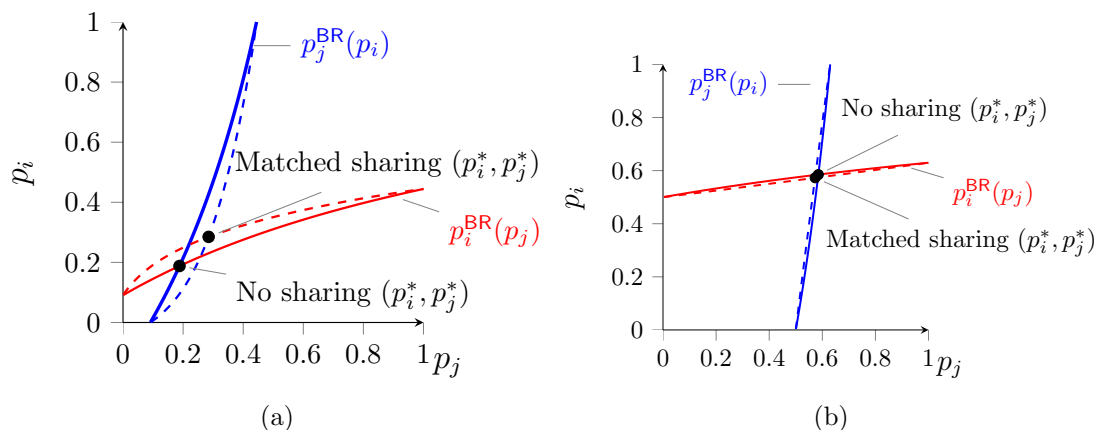 1
0.8
0.6
0.4
0.2
0
p_i
0
0.2
0.4
0.6
0.8
1
p_j
p_j^BR(p_i)
Matched sharing (p_i^*, p_j^*)
p_i^BR(p_j)
No sharing (p_i^*, p_j^*)
(a)
1
0.8
0.6
0.4
0.2
0
p_i
0
0.2
0.4
0.6
0.8
1
p_j
p_j^BR(p_i)
No sharing (p_i^*, p_j^*)
p_i^BR(p_j)
Matched sharing (p_i^*, p_j^*)
(b)